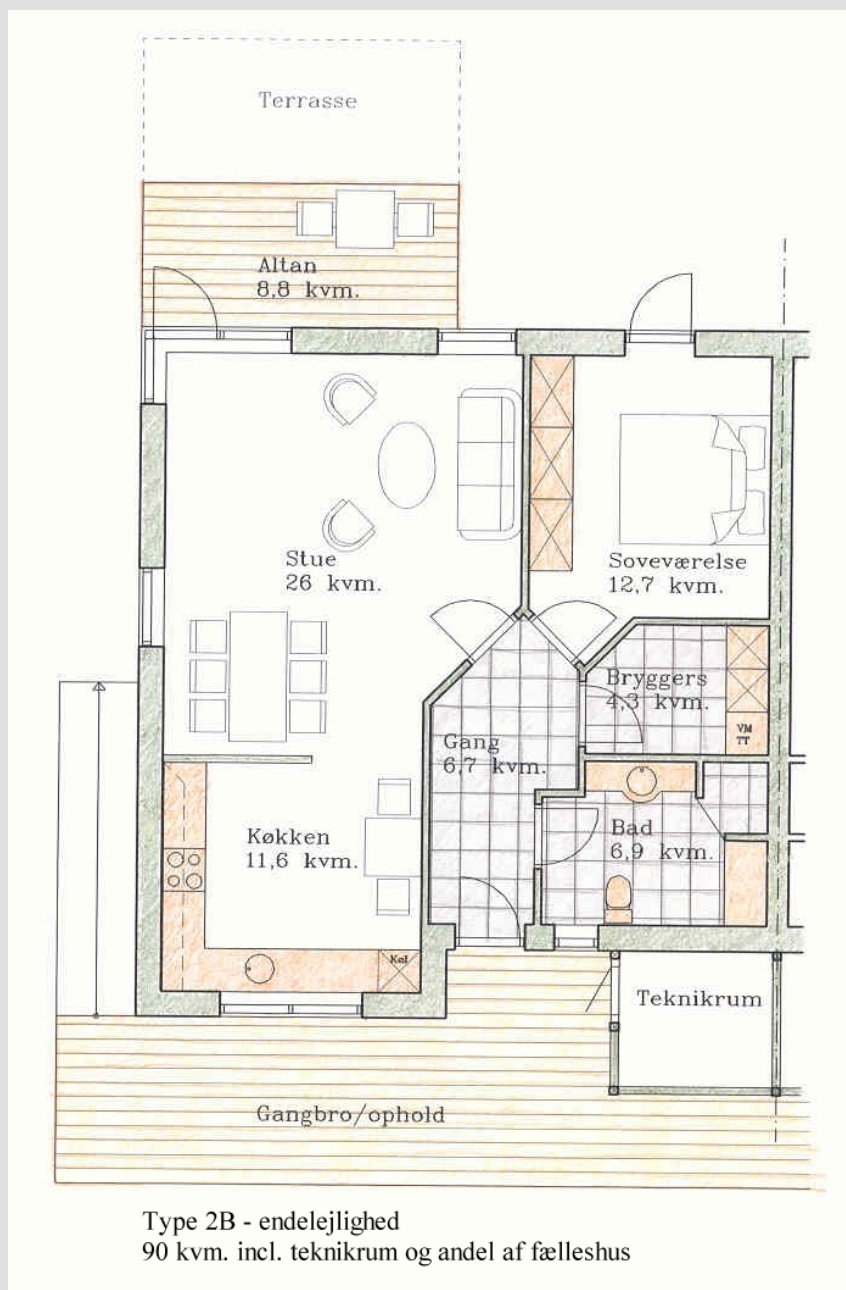 Terrasse
Altan
8,8 kvm.
Stue
26 kvm.
Soveværelse
12,7 kvm.
Bryggers
4,3 kvm.
VM
TT
Gang
6,7 kvm.
Køkken
11,6 kvm.
Bad
6,9 kvm.
Køl
Teknikrum
Gangbro/ophold
Type 2B - endelejlighed
90 kvm. incl. teknikrum og andel af fælleshus